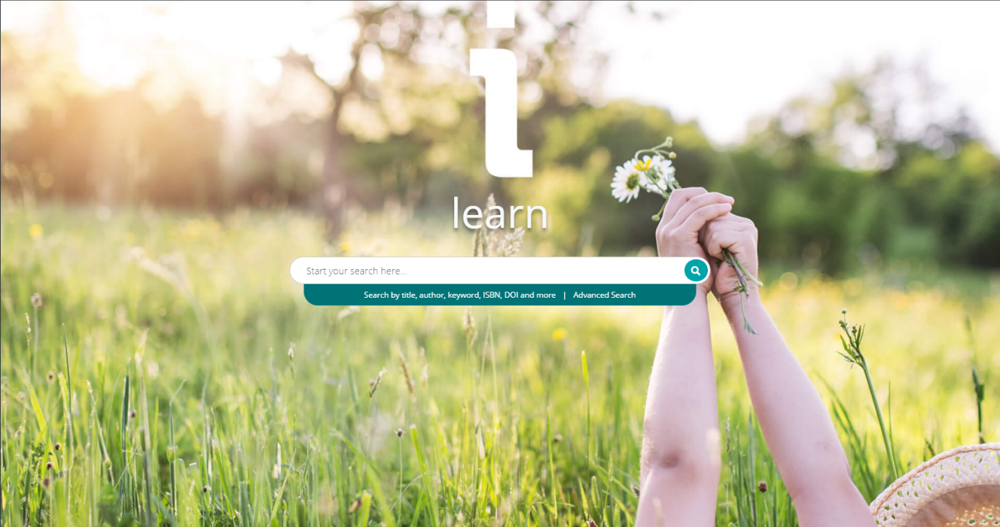 i
learn
Start your search here...
Search by title, author, keyword, ISBN, DOI and more | Advanced Search